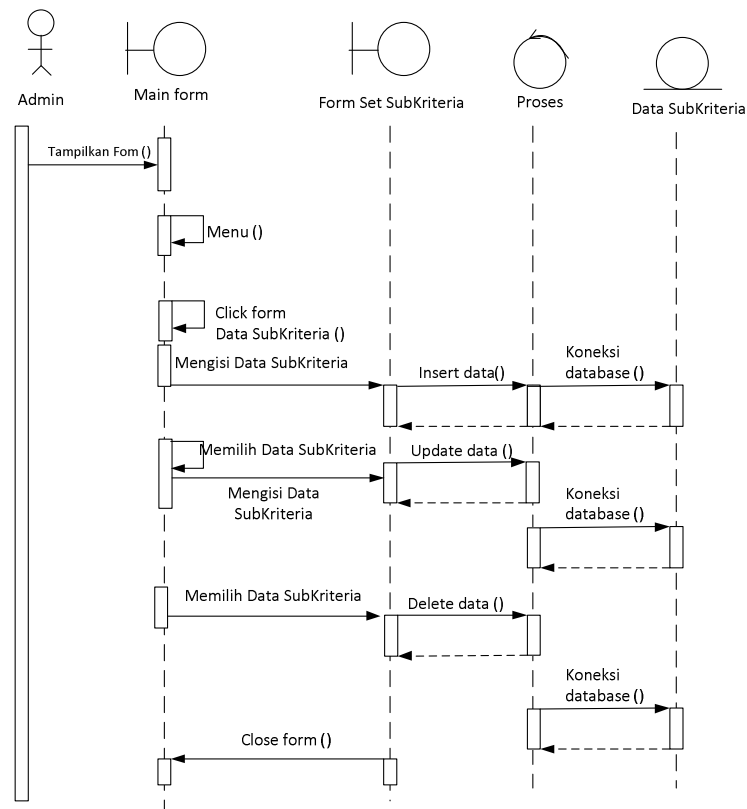 Admin
Main form
Form Set SubKriteria
Proses
Data SubKriteria
Tampilkan Fom ()
Menu ()
Click form
Data SubKriteria ()
Mengisi Data SubKriteria
Insert data()
Koneksi
database ()
Memilih Data SubKriteria
Update data ()
Mengisi Data
SubKriteria
Koneksi
database ()
Memilih Data SubKriteria
Delete data ()
Koneksi
database ()
Close form ()